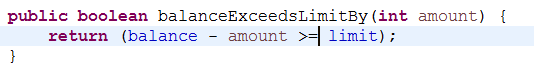 public boolean balanceExceedsLimitBy(int amount) {
    return (balance - amount >= limit);
}